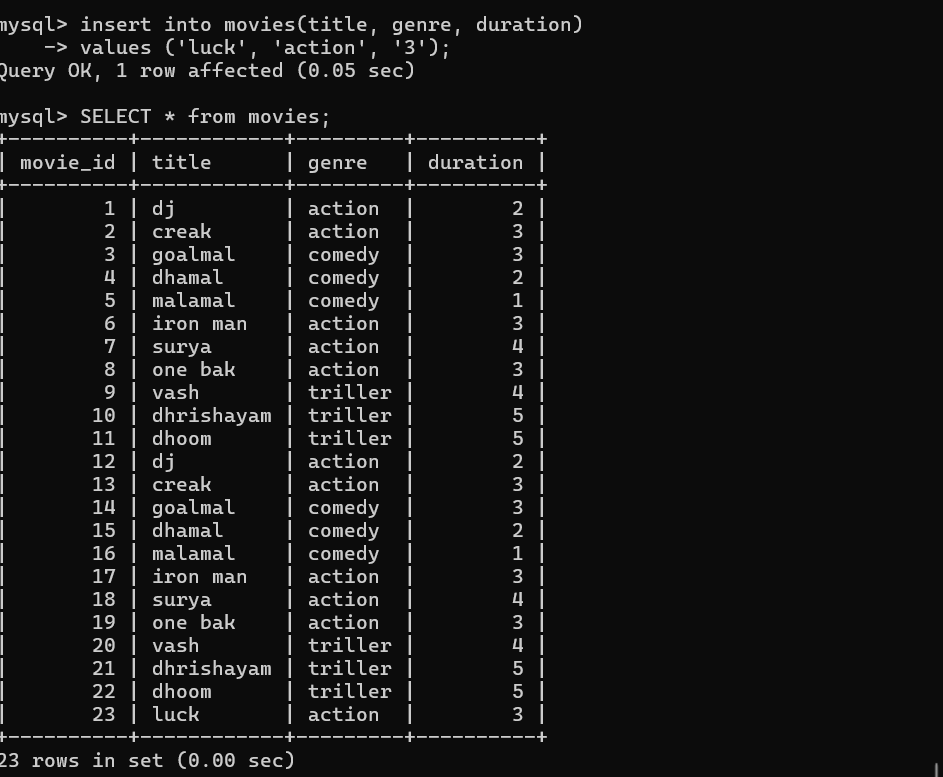 mysql> insert into movies(title, genre, duration)
    -> values ('luck', 'action', '3');
Query OK, 1 row affected (0.05 sec)

mysql> SELECT * from movies;
+----------+------------+---------+----------+
| movie_id | title      | genre   | duration |
+----------+------------+---------+----------+
|        1 | dj         | action  |        2 |
|        2 | creak      | action  |        3 |
|        3 | goalmal    | comedy  |        3 |
|        4 | dhamal     | comedy  |        2 |
|        5 | malamal    | comedy  |        1 |
|        6 | iron man   | action  |        3 |
|        7 | surya      | action  |        4 |
|        8 | one bak    | action  |        3 |
|        9 | vash       | triller |        4 |
|       10 | dhrishayam | triller |        5 |
|       11 | dhoom      | triller |        5 |
|       12 | dj         | action  |        2 |
|       13 | creak      | action  |        3 |
|       14 | goalmal    | comedy  |        3 |
|       15 | dhamal     | comedy  |        2 |
|       16 | malamal    | comedy  |        1 |
|       17 | iron man   | action  |        3 |
|       18 | surya      | action  |        4 |
|       19 | one bak    | action  |        3 |
|       20 | vash       | triller |        4 |
|       21 | dhrishayam | triller |        5 |
|       22 | dhoom      | triller |        5 |
|       23 | luck       | action  |        3 |
+----------+------------+---------+----------+
23 rows in set (0.00 sec)